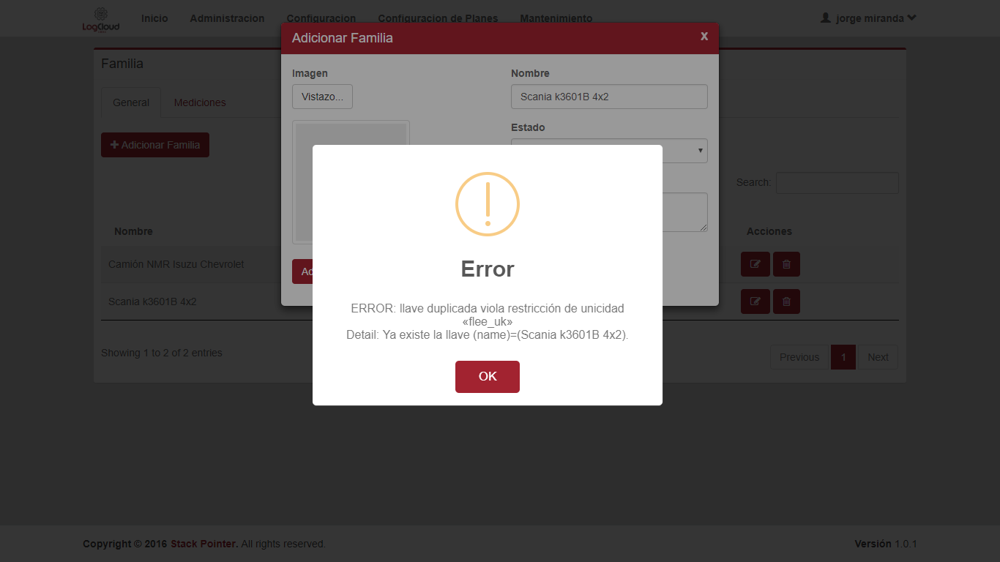 LogCloud
Inicio
Administracion
Configuracion
Configuracion de Planes
Mantenimiento
jorge miranda
Adicionar Familia
x
Familia
Imagen
Nombre
Vistazo...
Scania k3601B 4x2
General
Mediciones
Estado
Adicionar Familia
Search:
Nombre
Acciones
Camión NMR Isuzu Chevrolet
Scania k3601B 4x2
Error
ERROR: llave duplicada viola restricción de unicidad
«flee_uk»
Detail: Ya existe la llave (name)=(Scania k3601B 4x2).
OK
Showing 1 to 2 of 2 entries
Previous
1
Next
Copyright © 2016 Stack Pointer. All rights reserved.
Versión 1.0.1